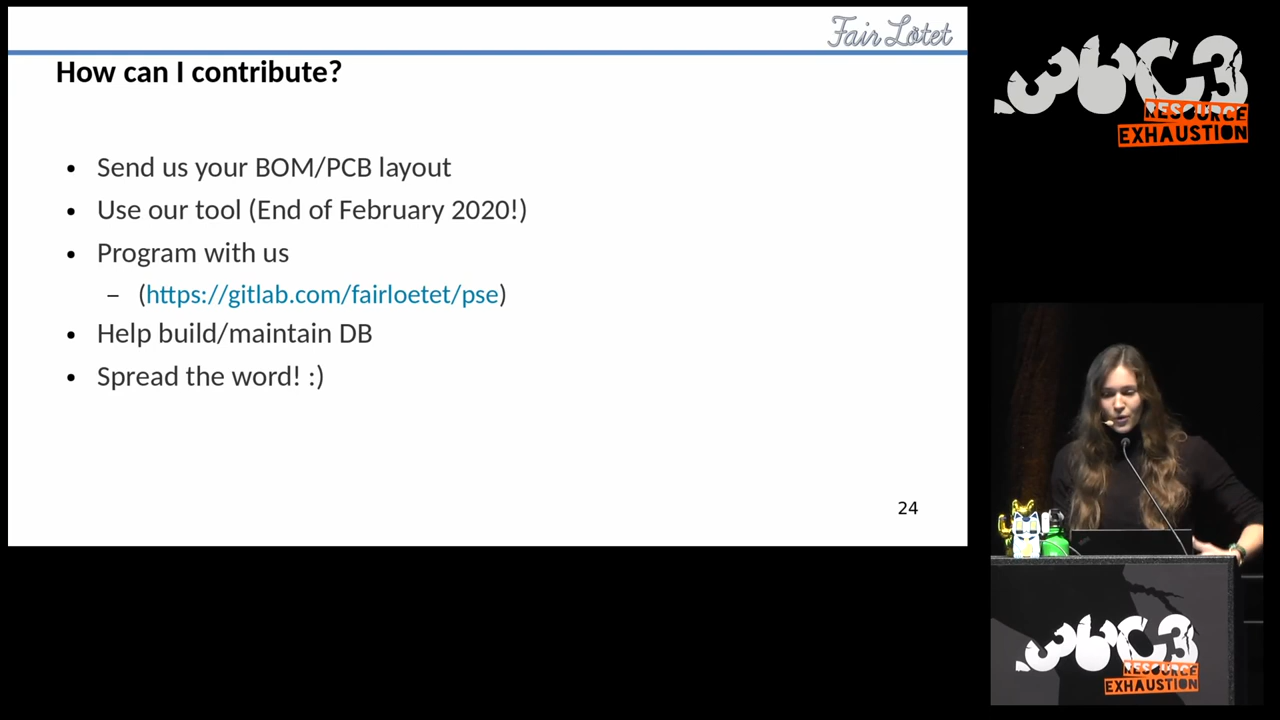 Fair Lötet
How can I contribute?
• Send us your BOM/PCB layout
• Use our tool (End of February 2020!)
• Program with us
– (https://gitlab.com/fairloetet/pse)
• Help build/maintain DB
• Spread the word! :)
24
36C3
RESOURCE
EXHAUSTION
36C3
RESOURCE
EXHAUSTION